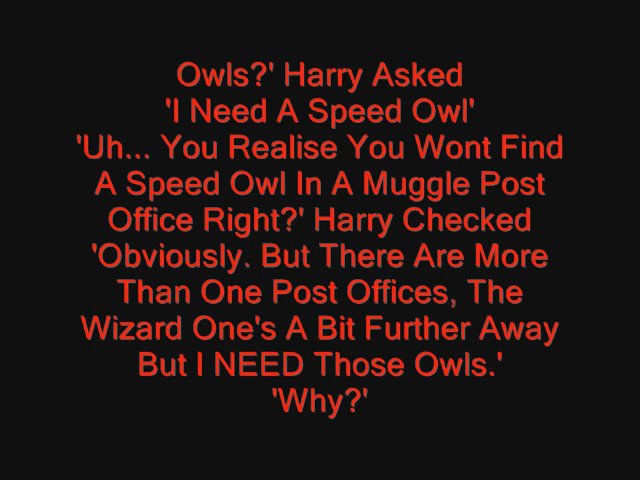 Owls?' Harry Asked
'I Need A Speed Owl'
'Uh... You Realise You Wont Find
A Speed Owl In A Muggle Post
Office Right?' Harry Checked
'Obviously. But There Are More
Than One Post Offices, The
Wizard One's A Bit Further Away
But I NEED Those Owls.'
'Why?'